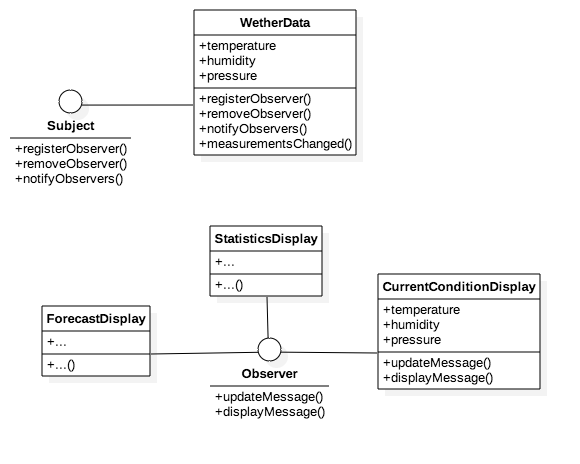 WetherData
+temperature
+humidity
+pressure
+registerObserver()
+removeObserver()
+notifyObservers()
+measurementsChanged()
Subject
+registerObserver()
+removeObserver()
+notifyObservers()
StatisticsDisplay
+...
+...()
ForecastDisplay
+...
+...()
CurrentConditionDisplay
+temperature
+humidity
+pressure
+updateMessage()
+displayMessage()
Observer
+updateMessage()
+displayMessage()